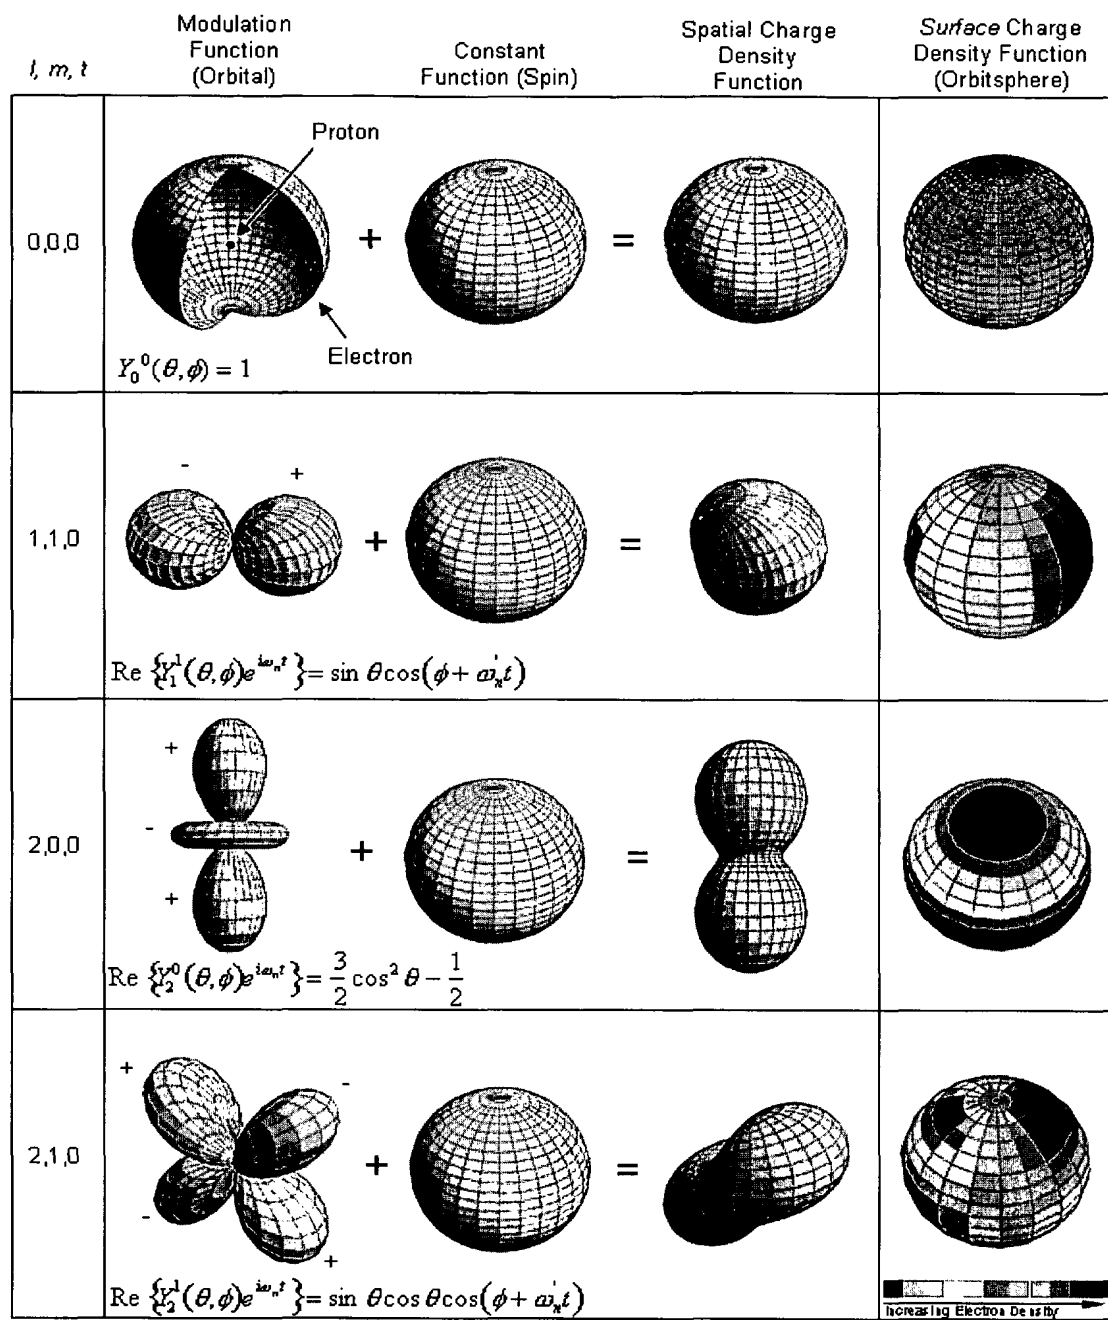 l, m, t
Modulation
Function
(Orbital)
Constant
Function (Spin)
Spatial Charge
Density
Function
Surface Charge
Density Function
(Orbitsphere)
0,0,0
Proton
+
=
Electron
Y₀⁰(θ,ϕ) = 1
1,1,0
-
+
+
=
Re {Y₁¹(θ,ϕ)e^{iωₙt}} = sin θ cos(ϕ + ω'ₙt)
2,0,0
+
-
+
+
=
Re {Y₂⁰(θ,ϕ)e^{iωₙt}} = 3/2 cos² θ − 1/2
2,1,0
+
-
-
+
+
=
Re {Y₂¹(θ,ϕ)e^{iωₙt}} = sin θ cos θ cos(ϕ + ω'ₙt)
Increasing Electron Density